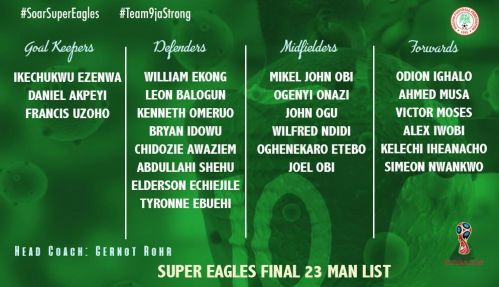 #SoarSuperEagles #Team9jaStrong
Goal Keepers
IKECHUKWU EZENWA
DANIEL AKPEYI
FRANCIS UZOHO
Defenders
WILLIAM EKONG
LEON BALOGUN
KENNETH OMERUO
BRYAN IDOWU
CHIDOZIE AWAZIEM
ABDULLAHI SHEHU
ELDERSON ECHIEJILE
TYRONNE EBUEHI
Midfielders
MIKEL JOHN OBI
OGENYI ONAZI
JOHN OGU
WILFRED NDIDI
OGHENEKARO ETEBO
JOEL OBI
Forwards
ODION IGHALO
AHMED MUSA
VICTOR MOSES
ALEX IWOBI
KELECHI IHEANACHO
SIMEON NWANKWO
10
HEAD COACH: GERNOT ROHR
SUPER EAGLES FINAL 23 MAN LIST